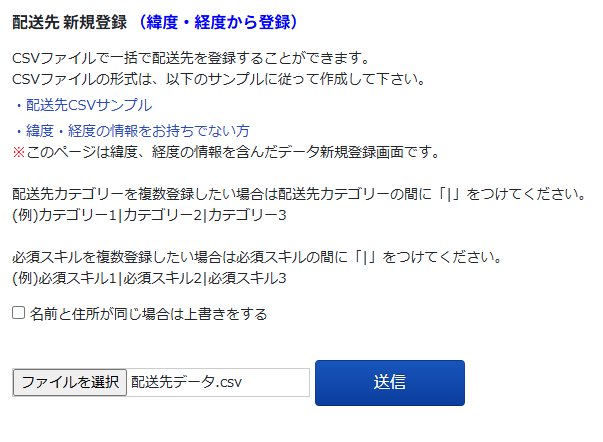 配送先 新規登録 （緯度・経度から登録）
CSVファイルで一括で配送先を登録することができます。
CSVファイルの形式は、以下のサンプルに従って作成して下さい。
・配送先CSVサンプル
・緯度・経度の情報をお持ちでない方
※このページは緯度、経度の情報を含んだデータ新規登録画面です。
配送先カテゴリーを複数登録したい場合は配送先カテゴリーの間に「|」をつけてください。
(例)カテゴリー1|カテゴリー2|カテゴリー3
必須スキルを複数登録したい場合は必須スキルの間に「|」をつけてください。
(例)必須スキル1|必須スキル2|必須スキル3
名前と住所が同じ場合は上書きをする
ファイルを選択 配送先データ.csv 送信